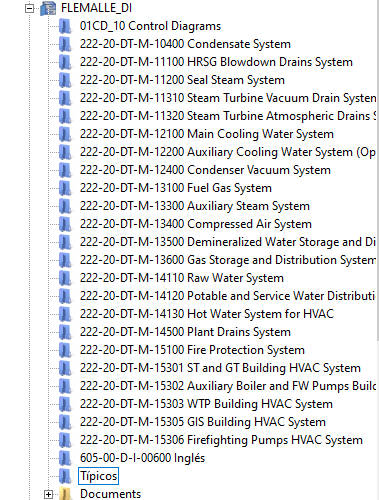 FLEMALLE_DI
01CD_10 Control Diagrams
222-20-DT-M-10400 Condensate System
222-20-DT-M-11100 HRSG Blowdown Drains System
222-20-DT-M-11200 Seal Steam System
222-20-DT-M-11310 Steam Turbine Vacuum Drain System
222-20-DT-M-11320 Steam Turbine Atmospheric Drains S
222-20-DT-M-12100 Main Cooling Water System
222-20-DT-M-12200 Auxiliary Cooling Water System (Op
222-20-DT-M-12400 Condenser Vacuum System
222-20-DT-M-13100 Fuel Gas System
222-20-DT-M-13300 Auxiliary Steam System
222-20-DT-M-13400 Compressed Air System
222-20-DT-M-13500 Demineralized Water Storage and Di
222-20-DT-M-13600 Gas Storage and Distribution System
222-20-DT-M-14110 Raw Water System
222-20-DT-M-14120 Potable and Service Water Distributi
222-20-DT-M-14130 Hot Water System for HVAC
222-20-DT-M-14500 Plant Drains System
222-20-DT-M-15100 Fire Protection System
222-20-DT-M-15301 ST and GT Building HVAC System
222-20-DT-M-15302 Auxiliary Boiler and FW Pumps Buil
222-20-DT-M-15303 WTP Building HVAC System
222-20-DT-M-15305 GIS Building HVAC System
222-20-DT-M-15306 Firefighting Pumps HVAC System
605-00-D-I-00600 Inglés
Típicos
Documents